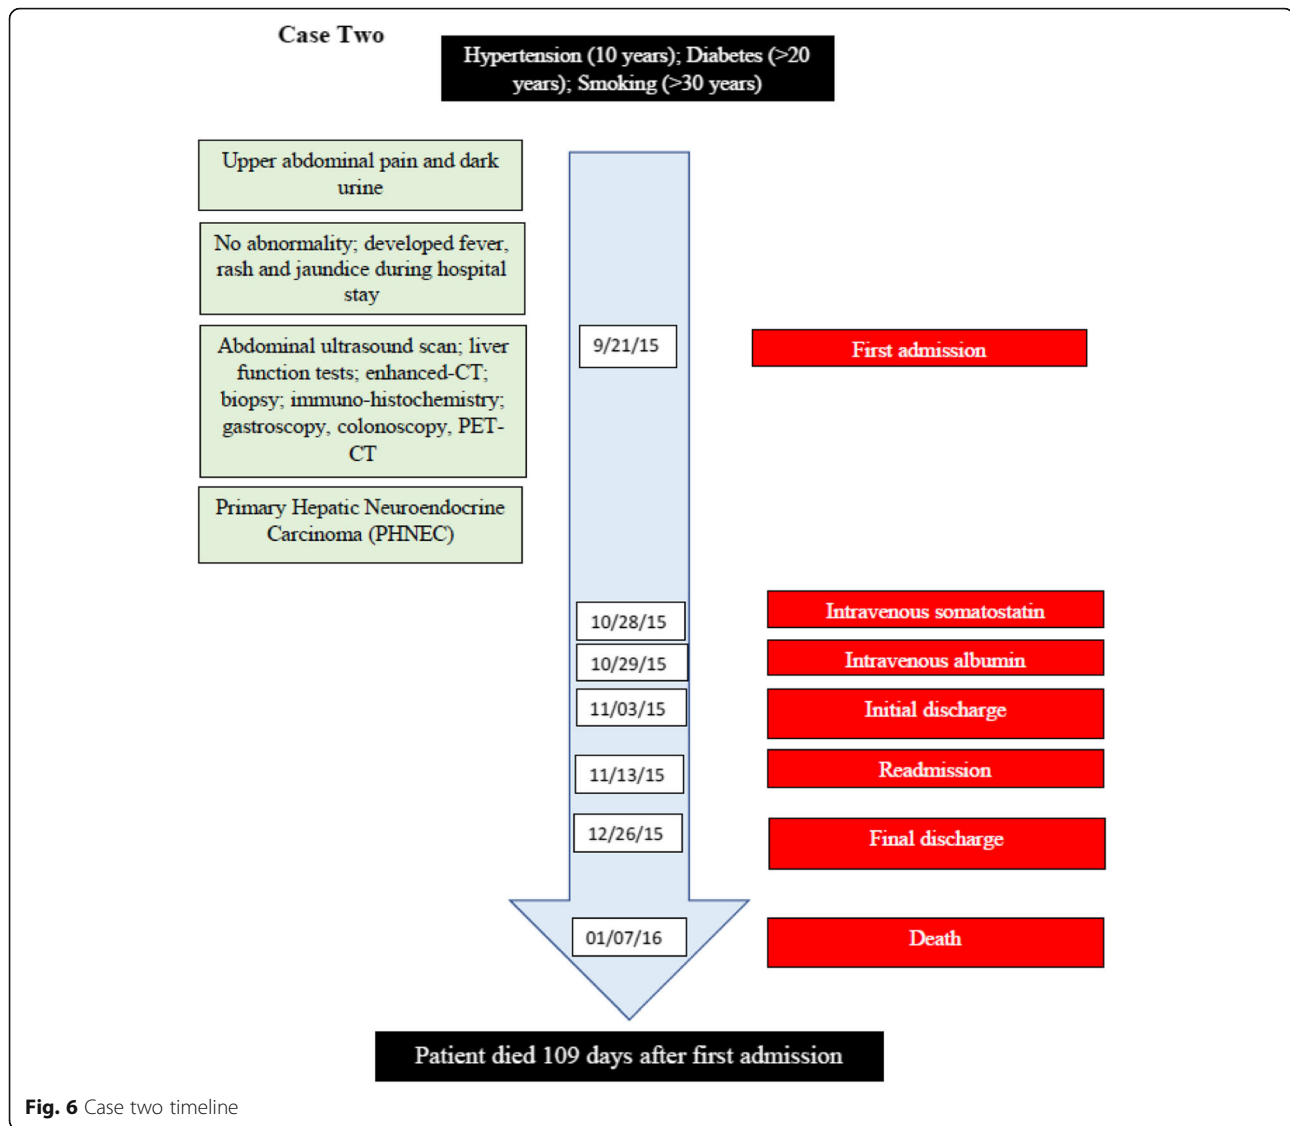 Case Two
Hypertension (10 years); Diabetes (>20
years); Smoking (>30 years)
Upper abdominal pain and dark
urine
No abnormality; developed fever,
rash and jaundice during hospital
stay
Abdominal ultrasound scan; liver
function tests; enhanced-CT;
biopsy; immuno-histochemistry;
gastroscopy, colonoscopy, PET-
CT
9/21/15
First admission
Primary Hepatic Neuroendocrine
Carcinoma (PHNEC)
10/28/15
Intravenous somatostatin
10/29/15
Intravenous albumin
11/03/15
Initial discharge
11/13/15
Readmission
12/26/15
Final discharge
01/07/16
Death
Patient died 109 days after first admission
Fig. 6 Case two timeline